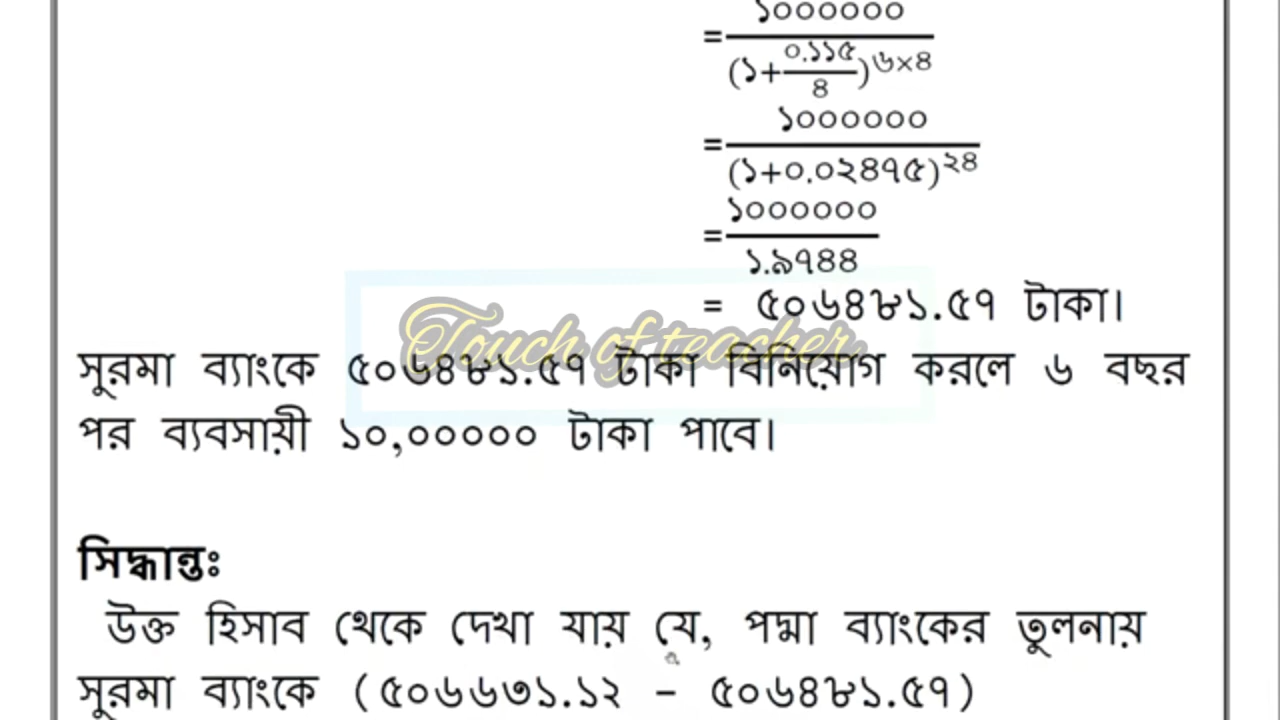 ১০০০০০০
=
(১+০.১১৫/৪)^৬×৪
১০০০০০০
=
(১+০.০২৮৭৫)^২৪
১০০০০০০
=
১.৯৭৪৪
= ৫০৬৪৮১.৫৭ টাকা।
Touch of teacher
সুরমা ব্যাংকে ৫০৬৪৮১.৫৭ টাকা বিনিয়োগ করলে ৬ বছর
পর ব্যবসায়ী ১০,০০০০০ টাকা পাবে।
সিদ্ধান্তঃ
উক্ত হিসাব থেকে দেখা যায় যে, পদ্মা ব্যাংকের তুলনায়
সুরমা ব্যাংকে (৫০৬৬৩১.১২ - ৫০৬৪৮১.৫৭)